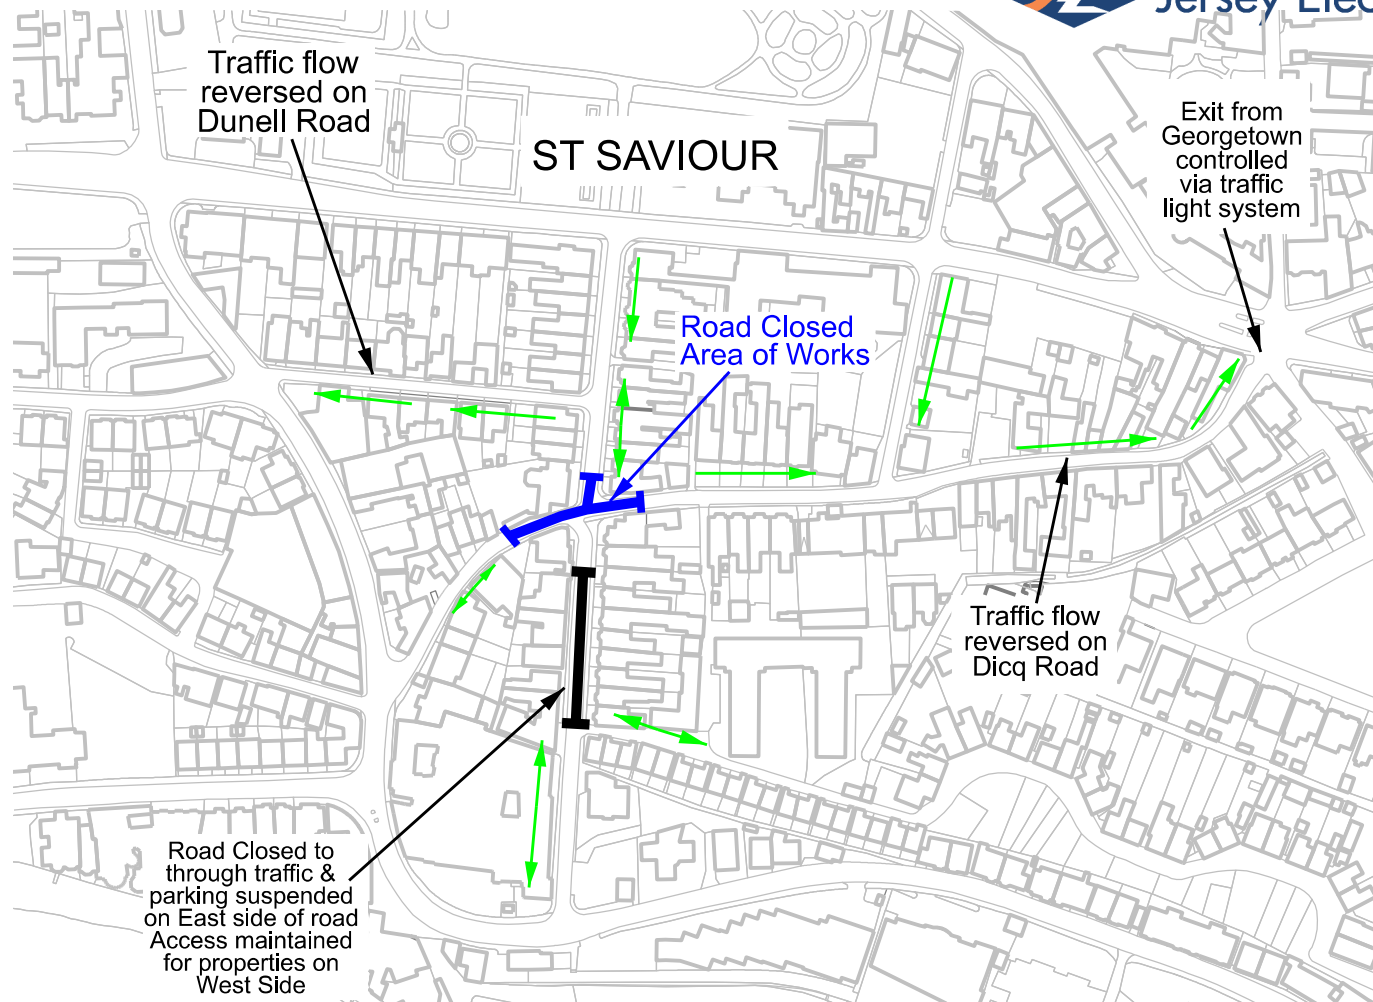 Jersey Elec
Traffic flow
reversed on
Dunell Road
ST SAVIOUR
Exit from
Georgetown
controlled
via traffic
light system
Road Closed
Area of Works
Traffic flow
reversed on
Dicq Road
Road Closed to
through traffic &
parking suspended
on East side of road
Access maintained
for properties on
West Side